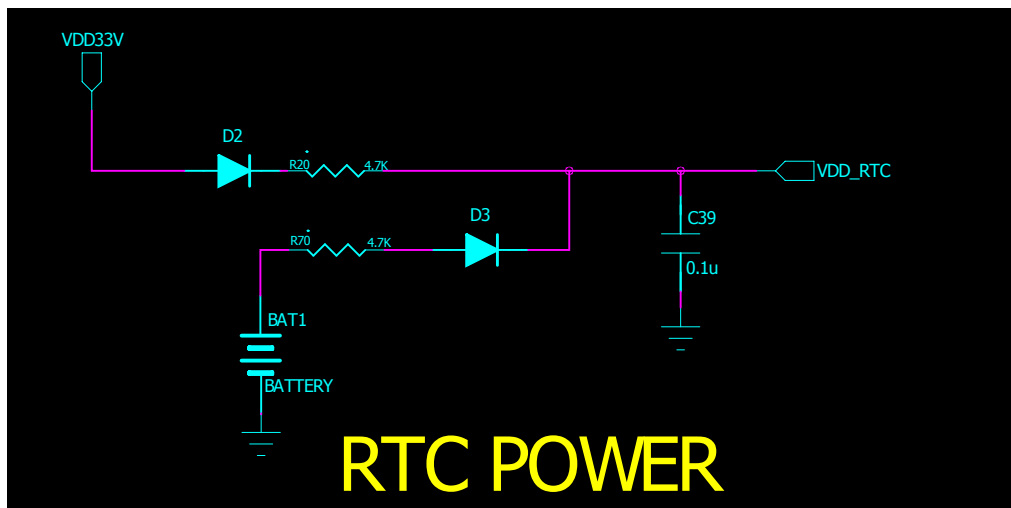 VDD33V
D2
R20
4.7K
VDD_RTC
D3
C39
R70
4.7K
0.1u
BAT1
BATTERY
RTC POWER